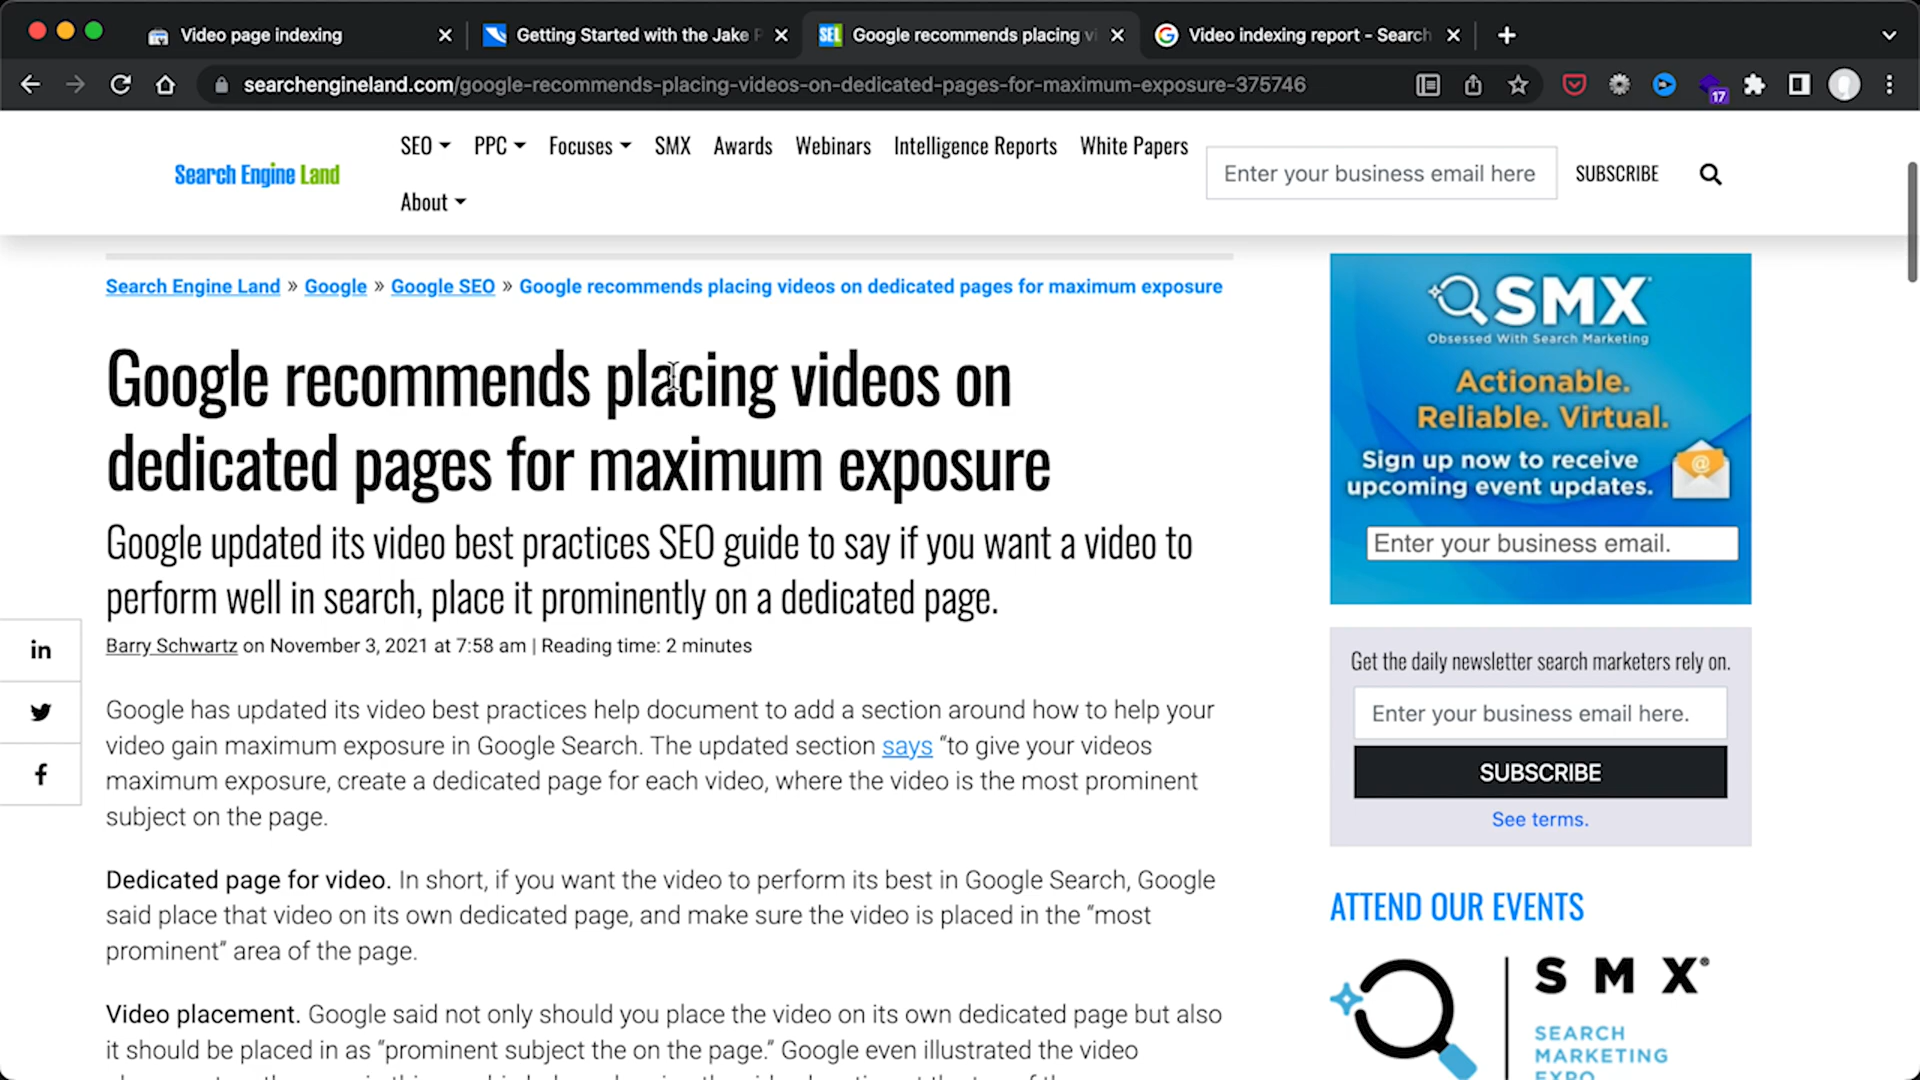 Video page indexing
Getting Started with the Jake
Google recommends placing
Video indexing report - Search
searchengineland.com/google-recommends-placing-videos-on-dedicated-pages-for-maximum-exposure-375746
17
SEO PPC Focuses SMX Awards Webinars Intelligence Reports White Papers
About
Search Engine Land
Enter your business email here
SUBSCRIBE
Search Engine Land » Google » Google SEO » Google recommends placing videos on dedicated pages for maximum exposure
Google recommends placing videos on
dedicated pages for maximum exposure
Google updated its video best practices SEO guide to say if you want a video to
perform well in search, place it prominently on a dedicated page.
Barry Schwartz on November 3, 2021 at 7:58 am | Reading time: 2 minutes
Google has updated its video best practices help document to add a section around how to help your
video gain maximum exposure in Google Search. The updated section says “to give your videos
maximum exposure, create a dedicated page for each video, where the video is the most prominent
subject on the page.
Dedicated page for video. In short, if you want the video to perform its best in Google Search, Google
said place that video on its own dedicated page, and make sure the video is placed in the “most
prominent” area of the page.
Video placement. Google said not only should you place the video on its own dedicated page but also
it should be placed in as “prominent subject the on the page.” Google even illustrated the video
SMX
Obsessed With Search Marketing
Actionable.
Reliable. Virtual.
Sign up now to receive
upcoming event updates.
Enter your business email.
Get the daily newsletter search marketers rely on.
Enter your business email here.
SUBSCRIBE
See terms.
ATTEND OUR EVENTS
SMX®
SEARCH
MARKETING
EXPO